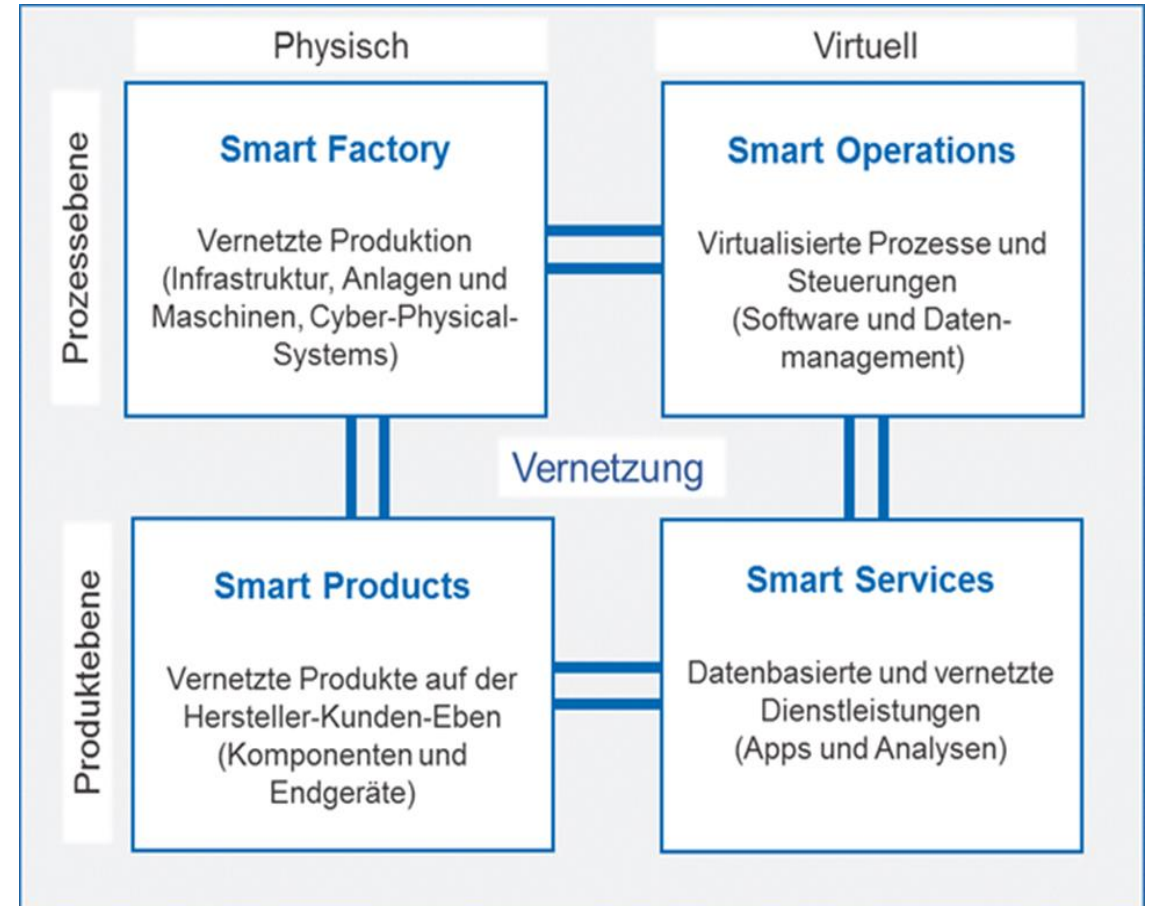 Physisch
Virtuell
Prozessebene
Smart Factory
Vernetzte Produktion
(Infrastruktur, Anlagen und
Maschinen, Cyber-Physical-
Systems)
Smart Operations
Virtualisierte Prozesse und
Steuerungen
(Software und Daten-
management)
Vernetzung
Produktebene
Smart Products
Vernetzte Produkte auf der
Hersteller-Kunden-Eben
(Komponenten und
Endgeräte)
Smart Services
Datenbasierte und vernetzte
Dienstleistungen
(Apps und Analysen)